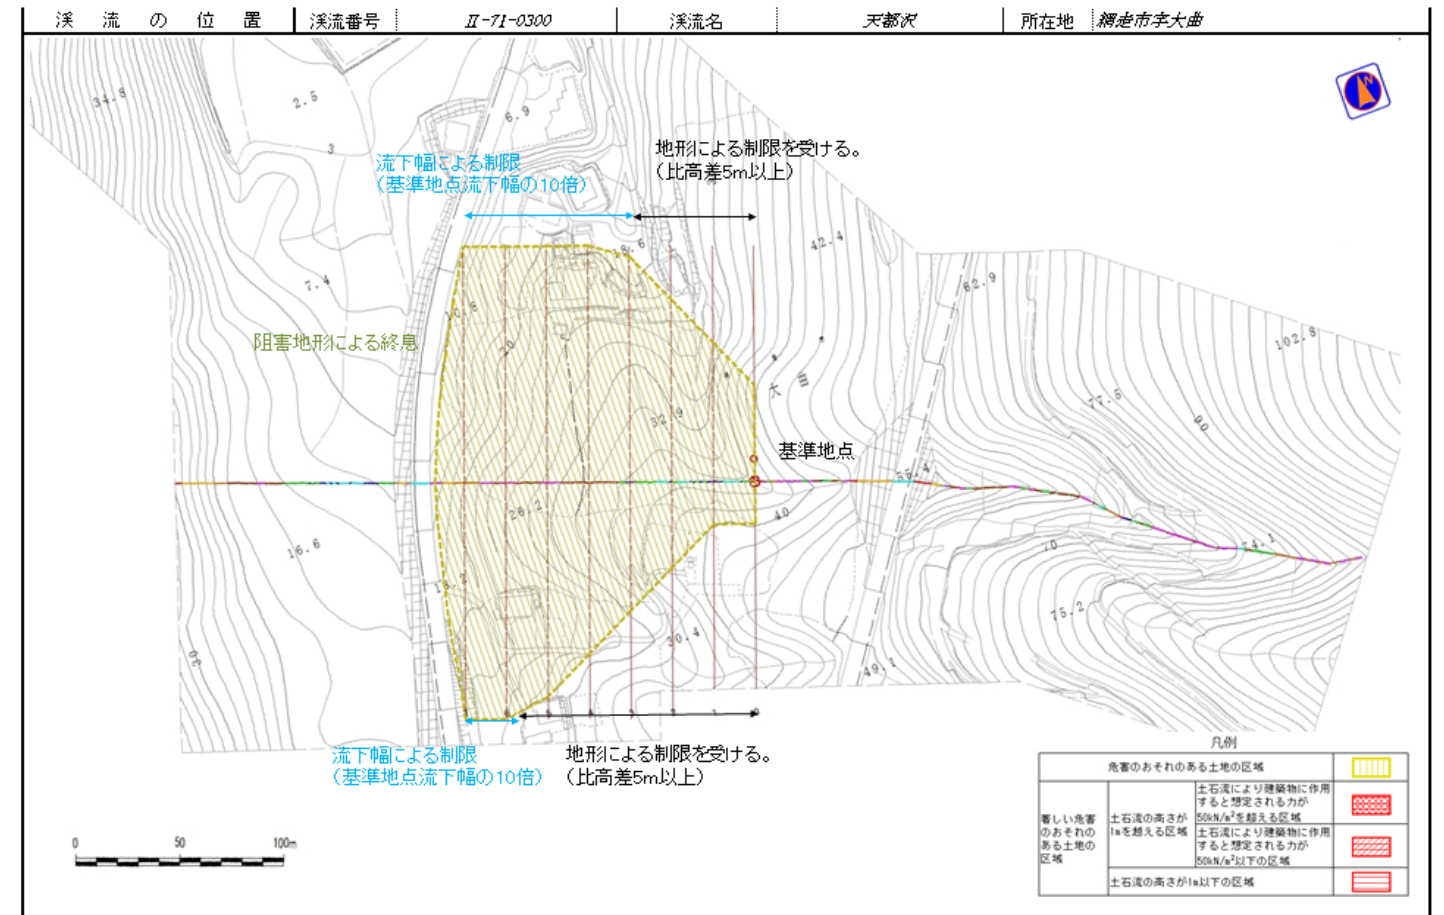 渓流の位置 渓流番号 Ⅱ-71-0300 渓流名 天都沢 所在地 網走市字大曲
34.8
2.5
3
6.9
N
流下幅による制限
(基準地点流下幅の10倍)
地形による制限を受ける。
(比高差5m以上)
18.6
42.4
62.9
7.4
阻害地形による終息
20
102.8
大 曲
77.5
90
32.9
基準地点
26.2
40
16.6
70
74.1
75.2
30.4
49.1
30
流下幅による制限
(基準地点流下幅の10倍)
地形による制限を受ける。
(比高差5m以上)
凡例
危害のおそれのある土地の区域
著しい危害
のおそれの
ある土地の
区域
土石流の高さが
1mを超える区域
土石流により建築物に作用
すると想定される力が
50kN/m²を超える区域
土石流により建築物に作用
すると想定される力が
50kN/m²以下の区域
土石流の高さが1m以下の区域
0 50 100m